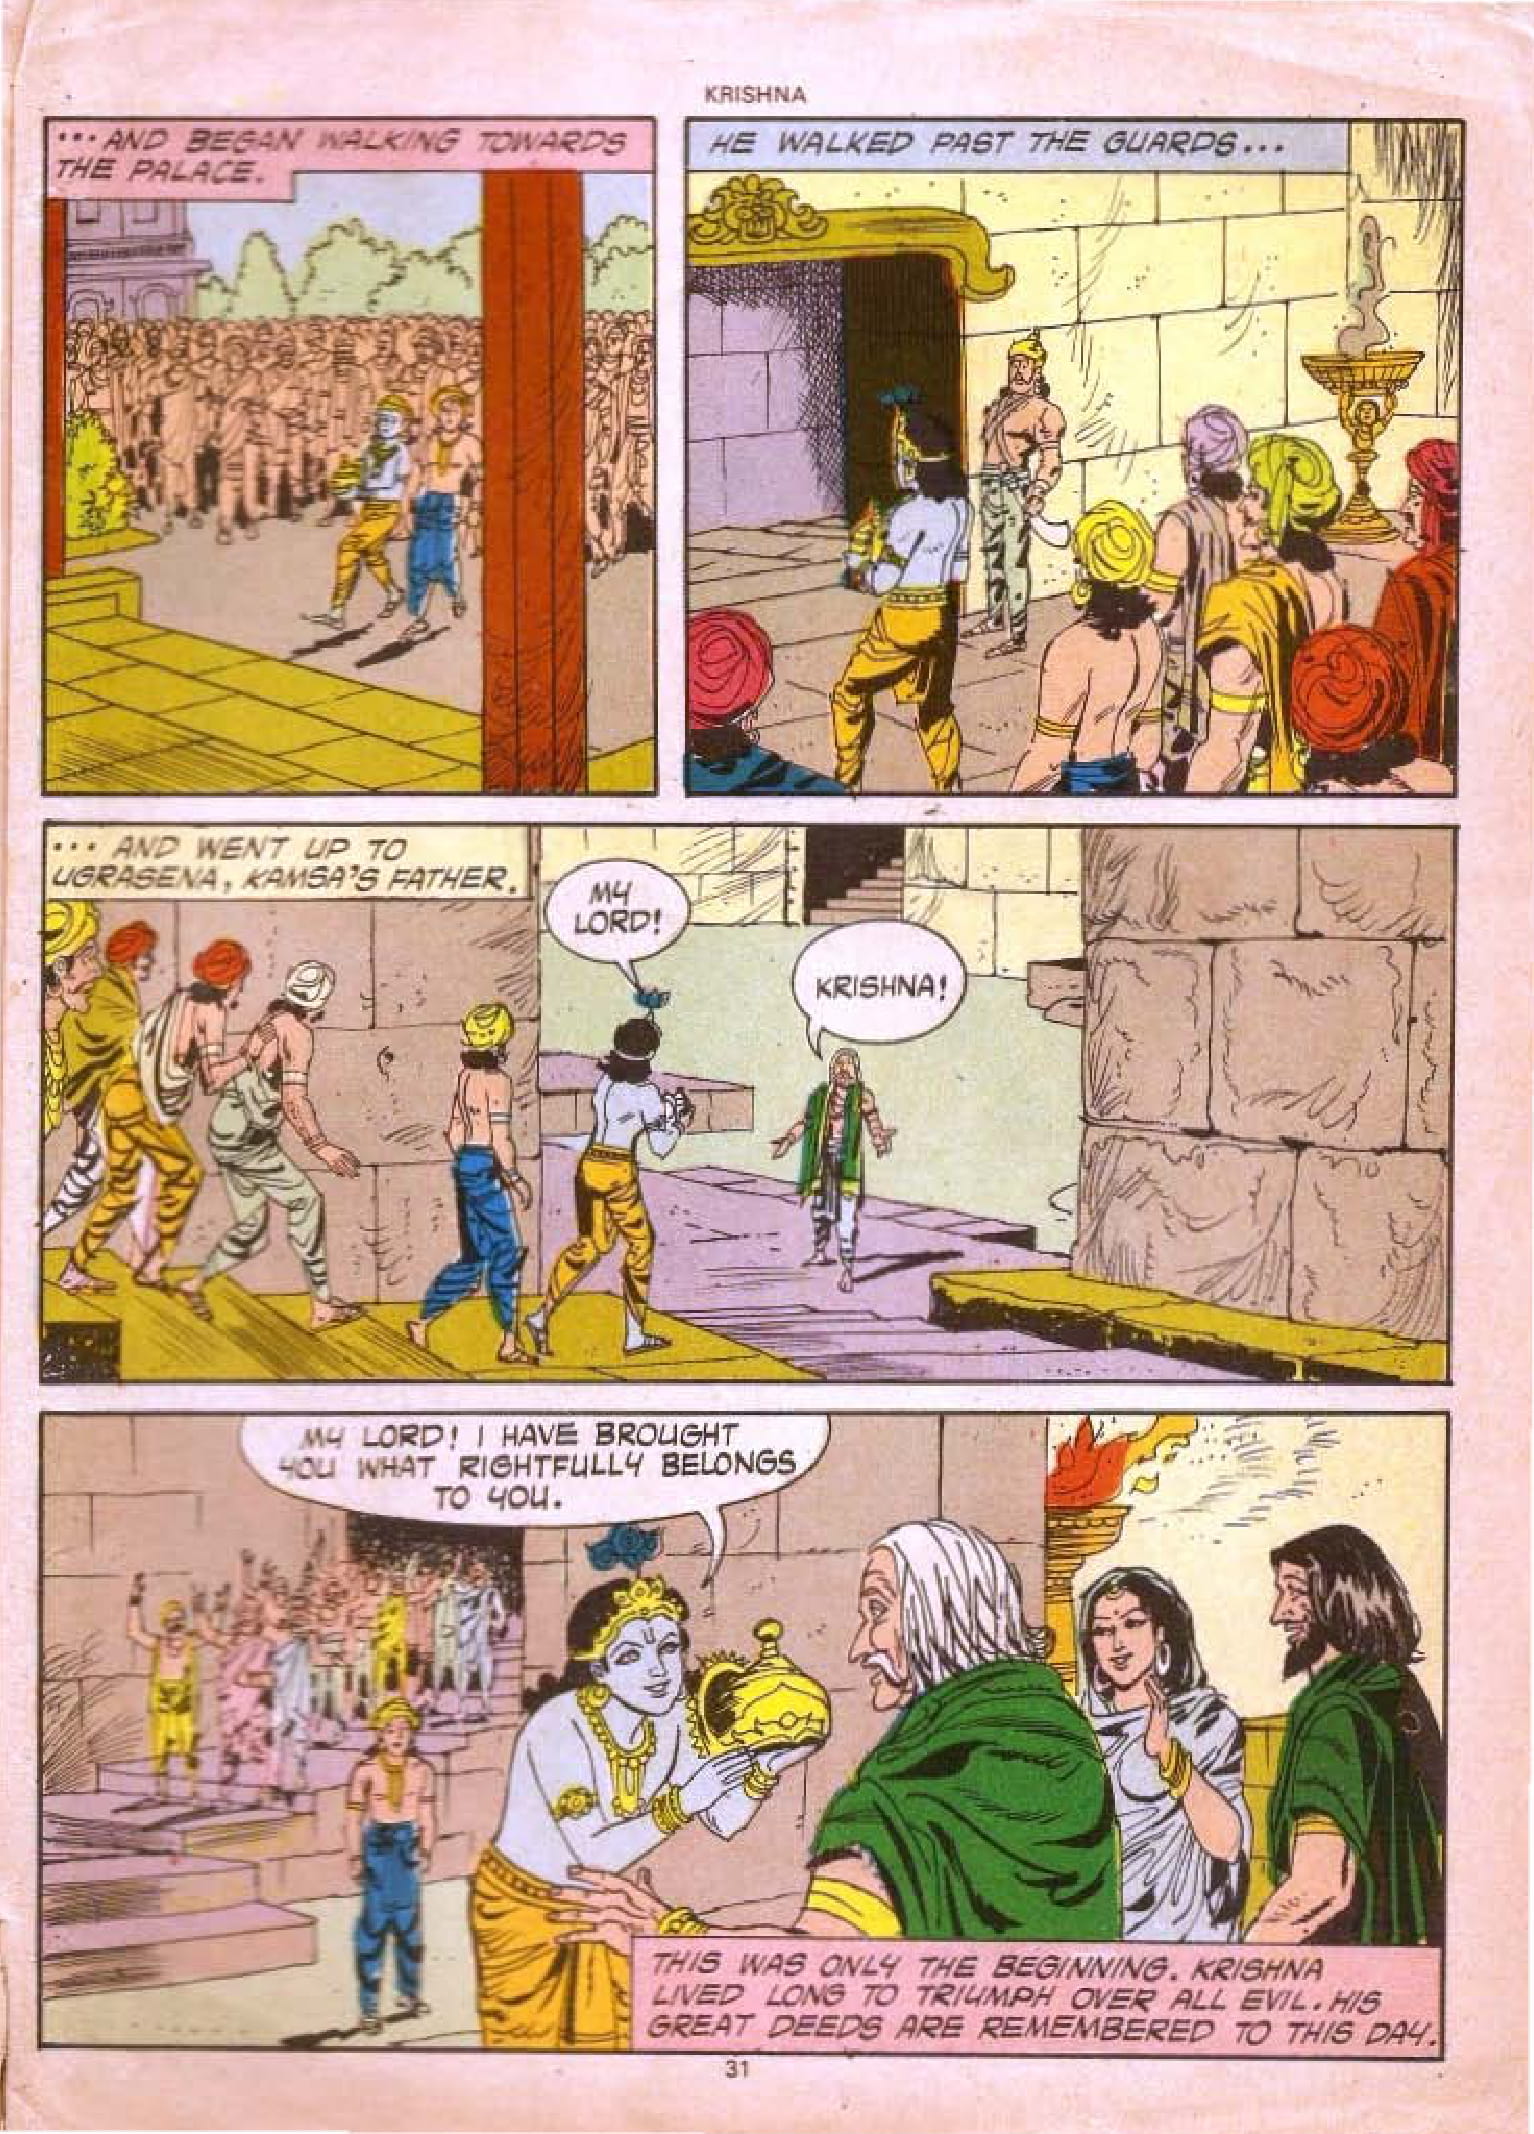 KRISHNA
...AND BEGAN WALKING TOWARDS
THE PALACE.
HE WALKED PAST THE GUARDS...
... AND WENT UP TO
UGRASENA, KAMSA'S FATHER.
MY
LORD!
KRISHNA!
MY LORD! I HAVE BROUGHT
YOU WHAT RIGHTFULLY BELONGS
TO YOU.
THIS WAS ONLY THE BEGINNING. KRISHNA
LIVED LONG TO TRIUMPH OVER ALL EVIL. HIS
GREAT DEEDS ARE REMEMBERED TO THIS DAY.
31